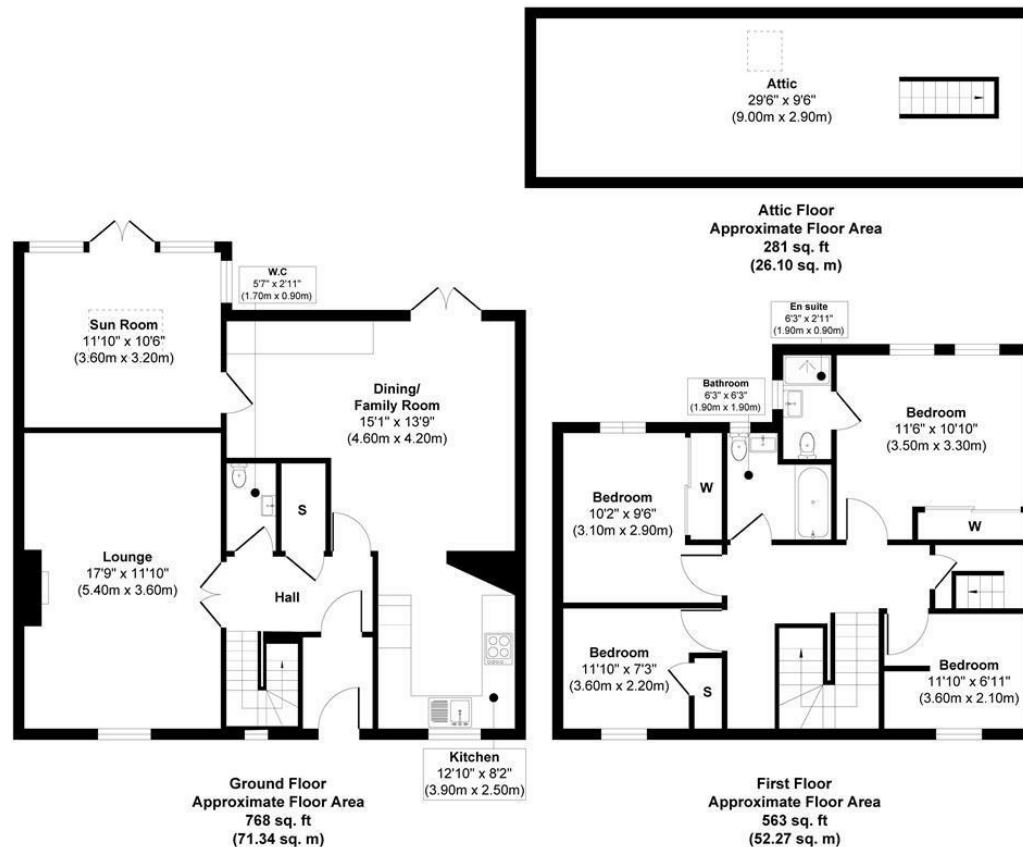 Attic
29'6" x 9'6"
(9.00m x 2.90m)
Attic Floor
Approximate Floor Area
281 sq. ft
(26.10 sq. m)
W.C
5'7" x 2'11"
(1.70m x 0.90m)
Sun Room
11'10" x 10'6"
(3.60m x 3.20m)
Dining/
Family Room
15'1" x 13'9"
(4.60m x 4.20m)
S
Lounge
17'9" x 11'10"
(5.40m x 3.60m)
Hall
Kitchen
12'10" x 8'2"
(3.90m x 2.50m)
Ground Floor
Approximate Floor Area
768 sq. ft
(71.34 sq. m)
En suite
6'3" x 2'11"
(1.90m x 0.90m)
Bathroom
6'3" x 6'3"
(1.90m x 1.90m)
Bedroom
11'6" x 10'10"
(3.50m x 3.30m)
W
Bedroom
10'2" x 9'6"
(3.10m x 2.90m)
W
Bedroom
11'10" x 7'3"
(3.60m x 2.20m)
S
Bedroom
11'10" x 6'11"
(3.60m x 2.10m)
First Floor
Approximate Floor Area
563 sq. ft
(52.27 sq. m)